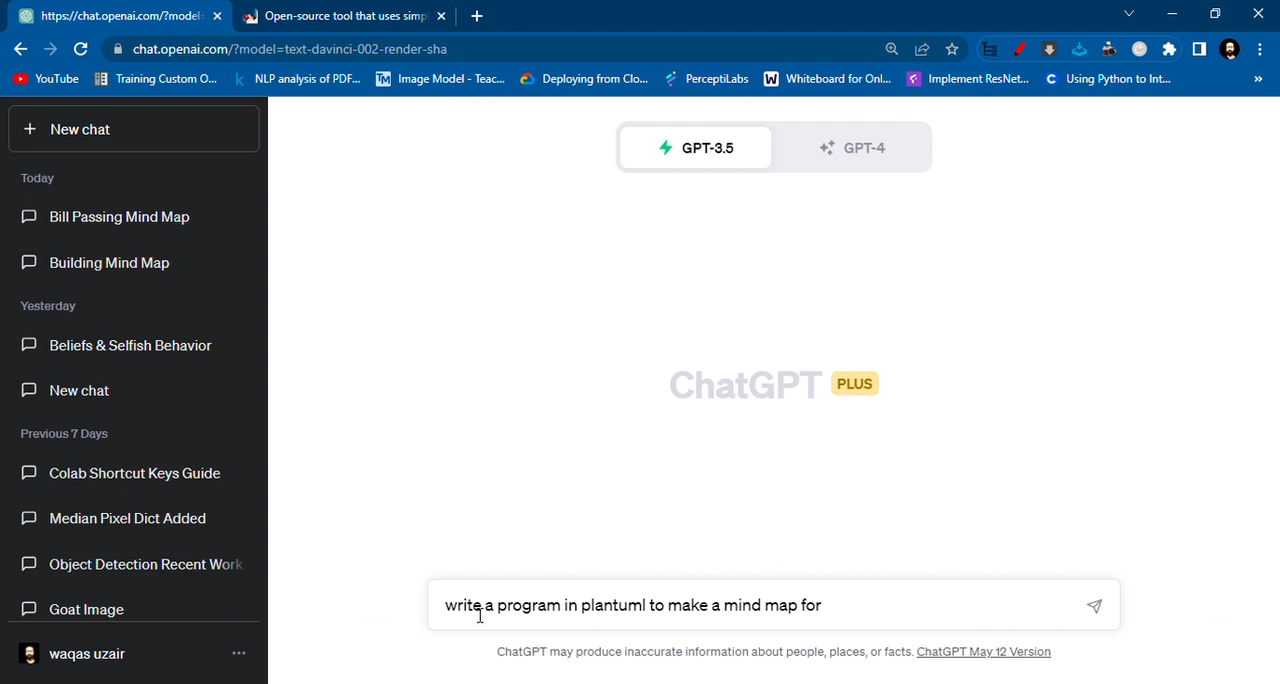 https://chat.openai.com/?model=
Open-source tool that uses simpl
chat.openai.com/?model=text-davinci-002-render-sha
YouTube
Training Custom O...
NLP analysis of PDF...
TM
Image Model - Teac...
Deploying from Clo...
PerceptiLabs
W
Whiteboard for Onl...
Implement ResNet...
C
Using Python to Int...
»
+ New chat
Today
Bill Passing Mind Map
Building Mind Map
Yesterday
Beliefs & Selfish Behavior
New chat
Previous 7 Days
Colab Shortcut Keys Guide
Median Pixel Dict Added
Object Detection Recent Work
Goat Image
waqas uzair
GPT-3.5
GPT-4
ChatGPT PLUS
write a program in plantuml to make a mind map for
ChatGPT may produce inaccurate information about people, places, or facts. ChatGPT May 12 Version